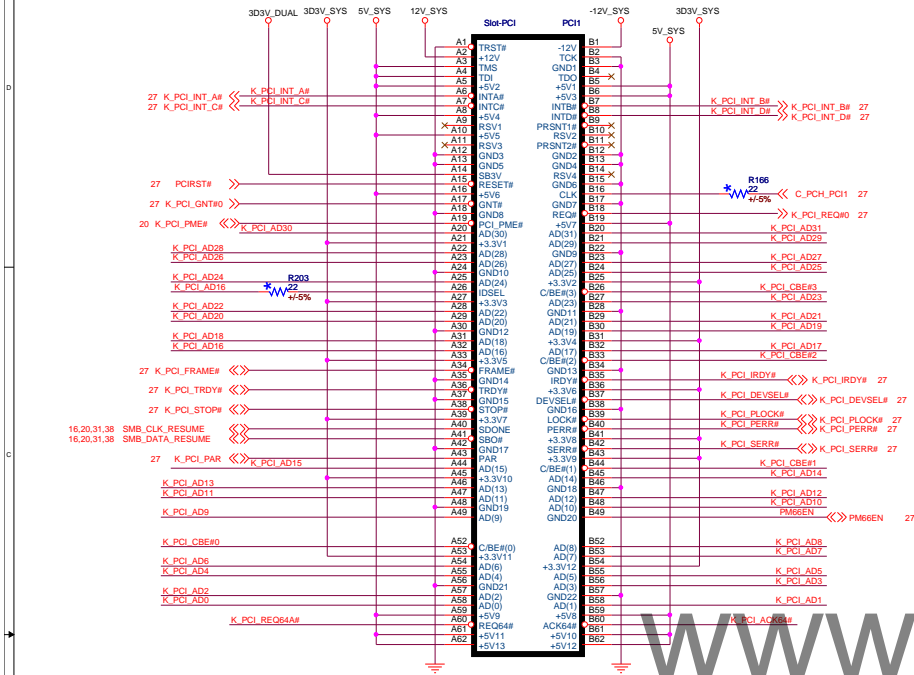 3D3V_DUAL 3D3V_SYS 5V_SYS 12V_SYS -12V_SYS 3D3V_SYS
5V_SYS
Slot-PCI PCI1
A1 TRST# -12V B1
A2 +12V TCK B2
A3 TMS GND1 B3
A4 TDI TDO B4
A5 +5V2 +5V1 B5
27 K_PCI_INT_A# K_PCI_INT_A# A6 INTA# +5V3 B6
27 K_PCI_INT_C# K_PCI_INT_C# A7 INTC# INTB# B7 K_PCI_INT_B# K_PCI_INT_B# 27
A8 +5V4 INTD# B8 K_PCI_INT_D# K_PCI_INT_D# 27
A9 RSV1 PRSNT1# B9
A10 +5V5 RSV2 B10
A11 RSV3 PRSNT2# B11
A12 GND3 GND2 B12
A13 GND5 GND4 B13
A14 SB3V RSV4 B14
27 PCIRST# A15 RESET# GND6 B15
A16 +5V6 CLK B16 R166 22 +/-5% C_PCH_PCI1 27
27 K_PCI_GNT#0 A17 GNT# GND7 B17
A18 GND8 REQ# B18 K_PCI_REQ#0 27
20 K_PCI_PME# A19 PCI_PME# +5V7 B19
K_PCI_AD30 A20 AD(30) AD(31) B20 K_PCI_AD31
A21 +3.3V1 AD(29) B21 K_PCI_AD29
K_PCI_AD28 A22 AD(28) GND9 B22
K_PCI_AD26 A23 AD(26) AD(27) B23 K_PCI_AD27
A24 GND10 AD(25) B24 K_PCI_AD25
K_PCI_AD24 A25 AD(24) +3.3V2 B25
K_PCI_AD16 R203 22 +/-5% A26 IDSEL C/BE#(3) B26 K_PCI_CBE#3
A27 +3.3V3 AD(23) B27 K_PCI_AD23
K_PCI_AD22 A28 AD(22) GND11 B28
K_PCI_AD20 A29 AD(20) AD(21) B29 K_PCI_AD21
A30 GND12 AD(19) B30 K_PCI_AD19
K_PCI_AD18 A31 AD(18) +3.3V4 B31
K_PCI_AD16 A32 AD(16) AD(17) B32 K_PCI_AD17
A33 +3.3V5 C/BE#(2) B33 K_PCI_CBE#2
27 K_PCI_FRAME# A34 FRAME# GND13 B34
A35 GND14 IRDY# B35 K_PCI_IRDY# K_PCI_IRDY# 27
27 K_PCI_TRDY# A36 TRDY# +3.3V6 B36
A37 GND15 DEVSEL# B37 K_PCI_DEVSEL# K_PCI_DEVSEL# 27
27 K_PCI_STOP# A38 STOP# GND16 B38
A39 +3.3V7 LOCK# B39 K_PCI_PLOCK# K_PCI_PLOCK# 27
16,20,31,38 SMB_CLK_RESUME A40 SDONE PERR# B40 K_PCI_PERR# K_PCI_PERR# 27
16,20,31,38 SMB_DATA_RESUME A41 SBO# +3.3V8 B41
A42 GND17 SERR# B42 K_PCI_SERR# K_PCI_SERR# 27
27 K_PCI_PAR A43 PAR +3.3V9 B43
K_PCI_AD15 A44 AD(15) C/BE#(1) B44 K_PCI_CBE#1
A45 +3.3V10 AD(14) B45 K_PCI_AD14
K_PCI_AD13 A46 AD(13) GND18 B46
K_PCI_AD11 A47 AD(11) AD(12) B47 K_PCI_AD12
A48 GND19 AD(10) B48 K_PCI_AD10
K_PCI_AD9 A49 AD(9) GND20 B49 PM66EN PM66EN 27
K_PCI_CBE#0 A52 C/BE#(0) AD(8) B52 K_PCI_AD8
A53 +3.3V11 AD(7) B53 K_PCI_AD7
K_PCI_AD6 A54 AD(6) +3.3V12 B54
K_PCI_AD4 A55 AD(4) AD(5) B55 K_PCI_AD5
A56 GND21 AD(3) B56 K_PCI_AD3
K_PCI_AD2 A57 AD(2) GND22 B57
K_PCI_AD0 A58 AD(0) AD(1) B58 K_PCI_AD1
A59 +5V9 +5V8 B59
K_PCI_REQ64A# A60 REQ64# ACK64# B60 K_PCI_ACK64#
A61 +5V11 +5V10 B61
A62 +5V13 +5V12 B62
D
C
www